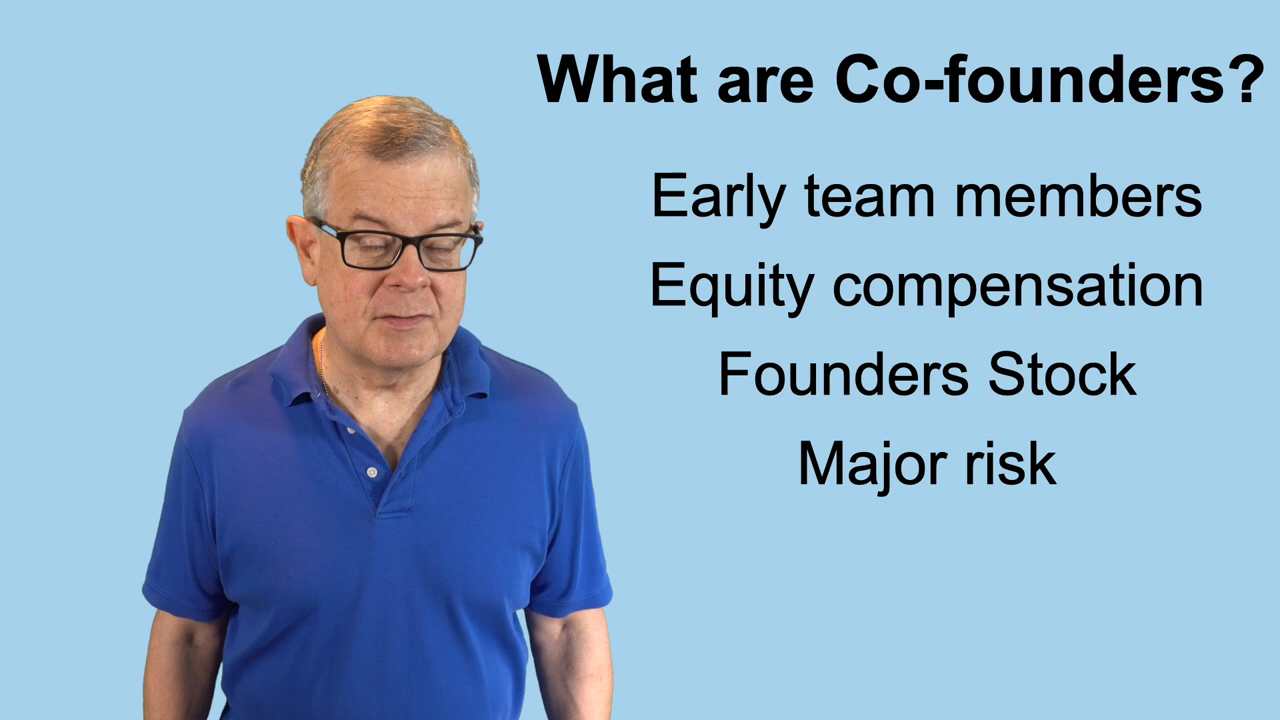 What are Co-founders?
Early team members
Equity compensation
Founders Stock
Major risk